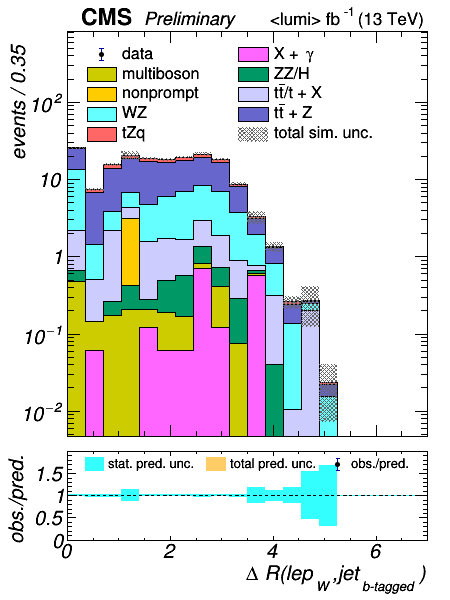 CMS Preliminary <lumi> fb⁻¹ (13 TeV)
events / 0.35
data
multiboson
nonprompt
WZ
tZq
X + γ
ZZ/H
tt̄/t + X
tt̄ + Z
total sim. unc.
10²
10
1
10⁻¹
10⁻²
obs./pred.
stat. pred. unc. total pred. unc. obs./pred.
1.5
1
0.5
0
0 2 4 6
Δ R(lep_W, jet_b-tagged)